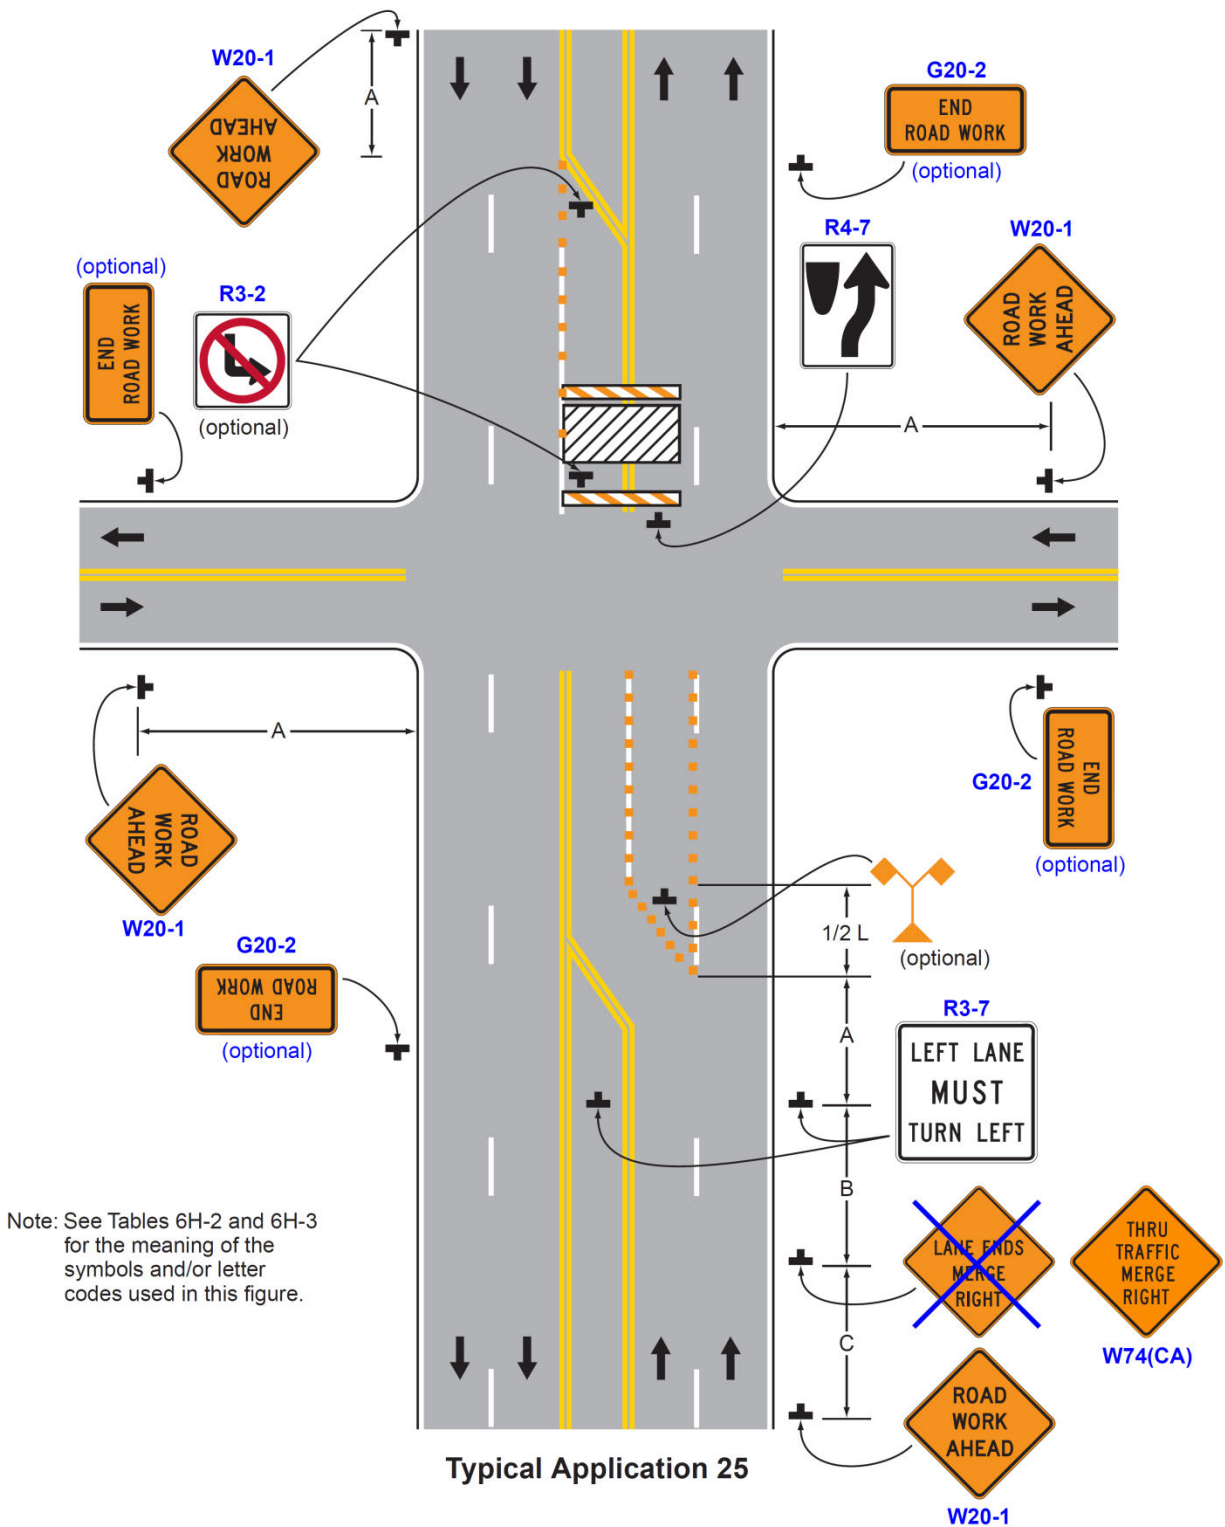 W20-1
ROAD
WORK
AHEAD
A
G20-2
END
ROAD WORK
(optional)
(optional)
END
ROAD WORK
R3-2
(optional)
R4-7
W20-1
ROAD
WORK
AHEAD
A
A
ROAD
WORK
AHEAD
W20-1
G20-2
END
ROAD WORK
(optional)
G20-2
END
ROAD WORK
(optional)
1/2 L
(optional)
A
R3-7
LEFT LANE
MUST
TURN LEFT
B
LANE ENDS
MERGE
RIGHT
THRU
TRAFFIC
MERGE
RIGHT
W74(CA)
C
ROAD
WORK
AHEAD
W20-1
Note: See Tables 6H-2 and 6H-3
for the meaning of the
symbols and/or letter
codes used in this figure.
Typical Application 25